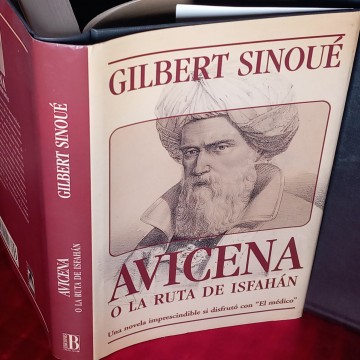 GILBERT SINOUÉ
AVICENA
O LA RUTA DE ISFAHÁN
Una novela imprescindible si disfrutó con "El médico"
GILBERT SINOUÉ
AVICENA
O LA RUTA DE ISFAHÁN
B